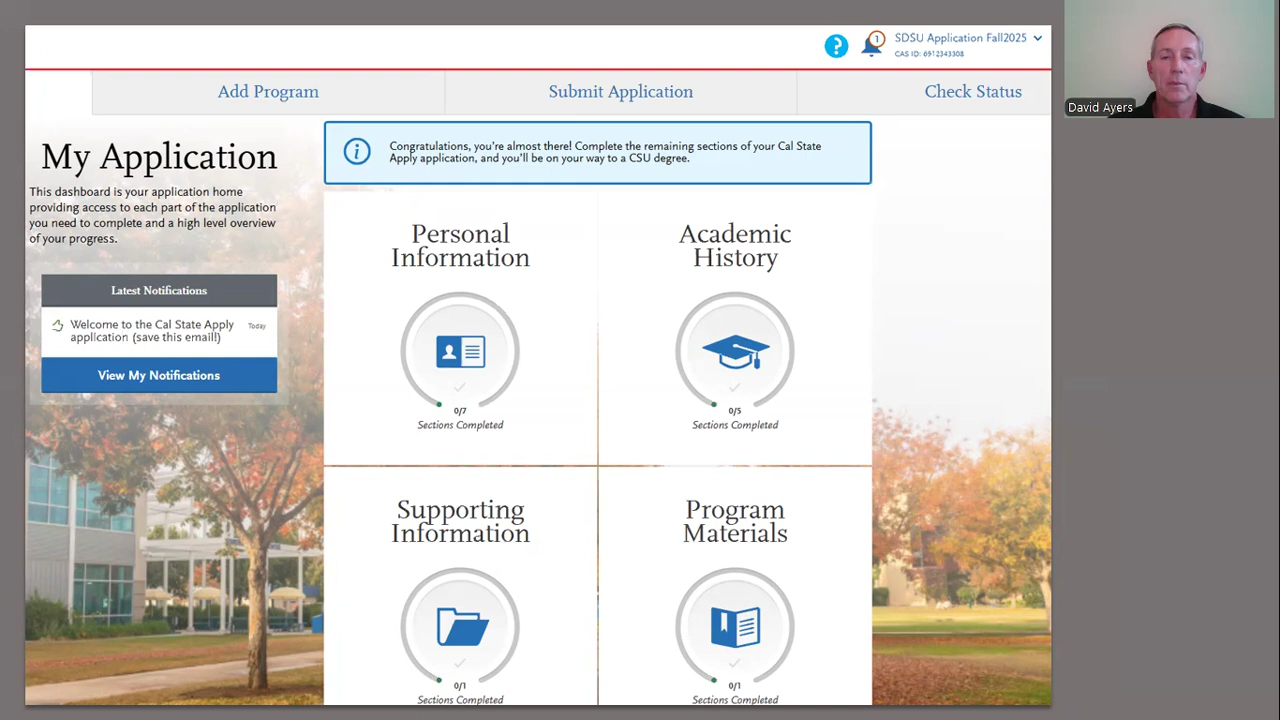 SDSU Application Fall2025
CAS ID: 6912343308
1
?
David Ayers
Add Program
Submit Application
Check Status
My Application
This dashboard is your application home
providing access to each part of the application
you need to complete and a high level overview
of your progress.
Latest Notifications
Welcome to the Cal State Apply
application (save this email!)
Today
View My Notifications
Congratulations, you're almost there! Complete the remaining sections of your Cal State
Apply application, and you'll be on your way to a CSU degree.
Personal
Information
0/7
Sections Completed
Academic
History
0/5
Sections Completed
Supporting
Information
0/1
Sections Completed
Program
Materials
0/1
Sections Completed